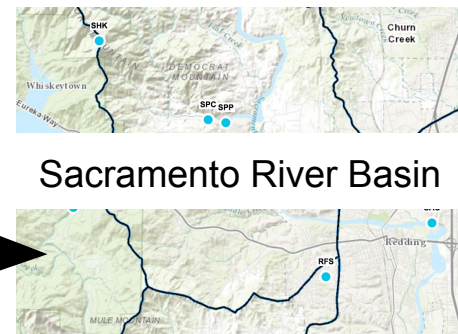 SHK
Churn
Creek
DEMOCRAT
MOUNTAIN
Whiskeytown
Eureka-Way
SPC SPP
Sacramento River Basin
Redding
RFS
MULE MOUNTAIN